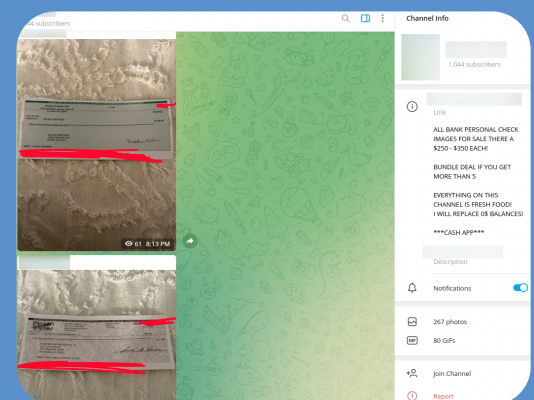 44 subscribers
61 8:13 PM
Channel Info
1,044 subscribers
Link
ALL BANK PERSONAL CHECK
IMAGES FOR SALE THERE A
$250 - $350 EACH!
BUNDLE DEAL IF YOU GET
MORE THAN 5
EVERYTHING ON THIS
CHANNEL IS FRESH FOOD!
I WILL REPLACE 0$ BALANCES!
***CASH APP***
Description
Notifications
267 photos
GIF 80 GIFs
Join Channel
Report